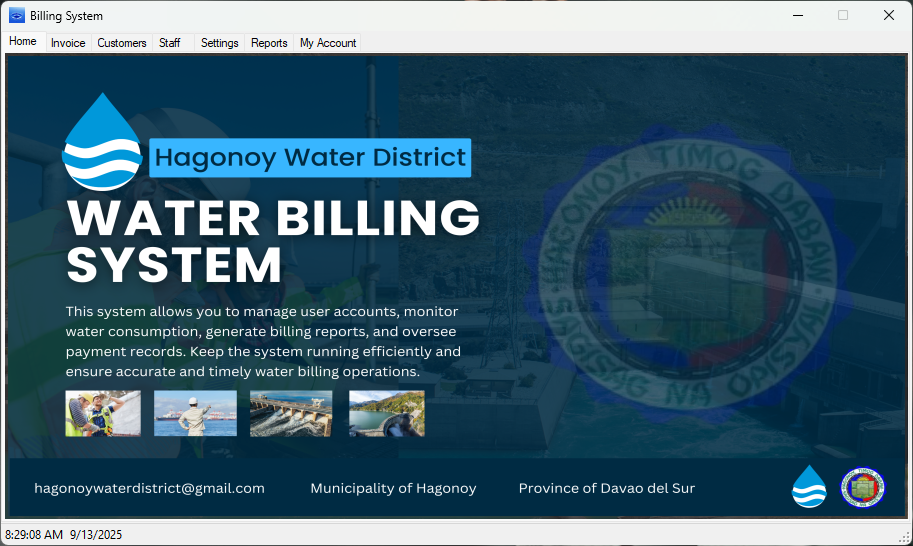 Billing System
Home Invoice Customers Staff Settings Reports My Account
Hagonoy Water District
WATER BILLING
SYSTEM
This system allows you to manage user accounts, monitor
water consumption, generate billing reports, and oversee
payment records. Keep the system running efficiently and
ensure accurate and timely water billing operations.
HAGONOY TIMOG DABAW
SAGISAG NA
hagonoywaterdistrict@gmail.com Municipality of Hagonoy Province of Davao del Sur
8:29:08 AM 9/13/2025